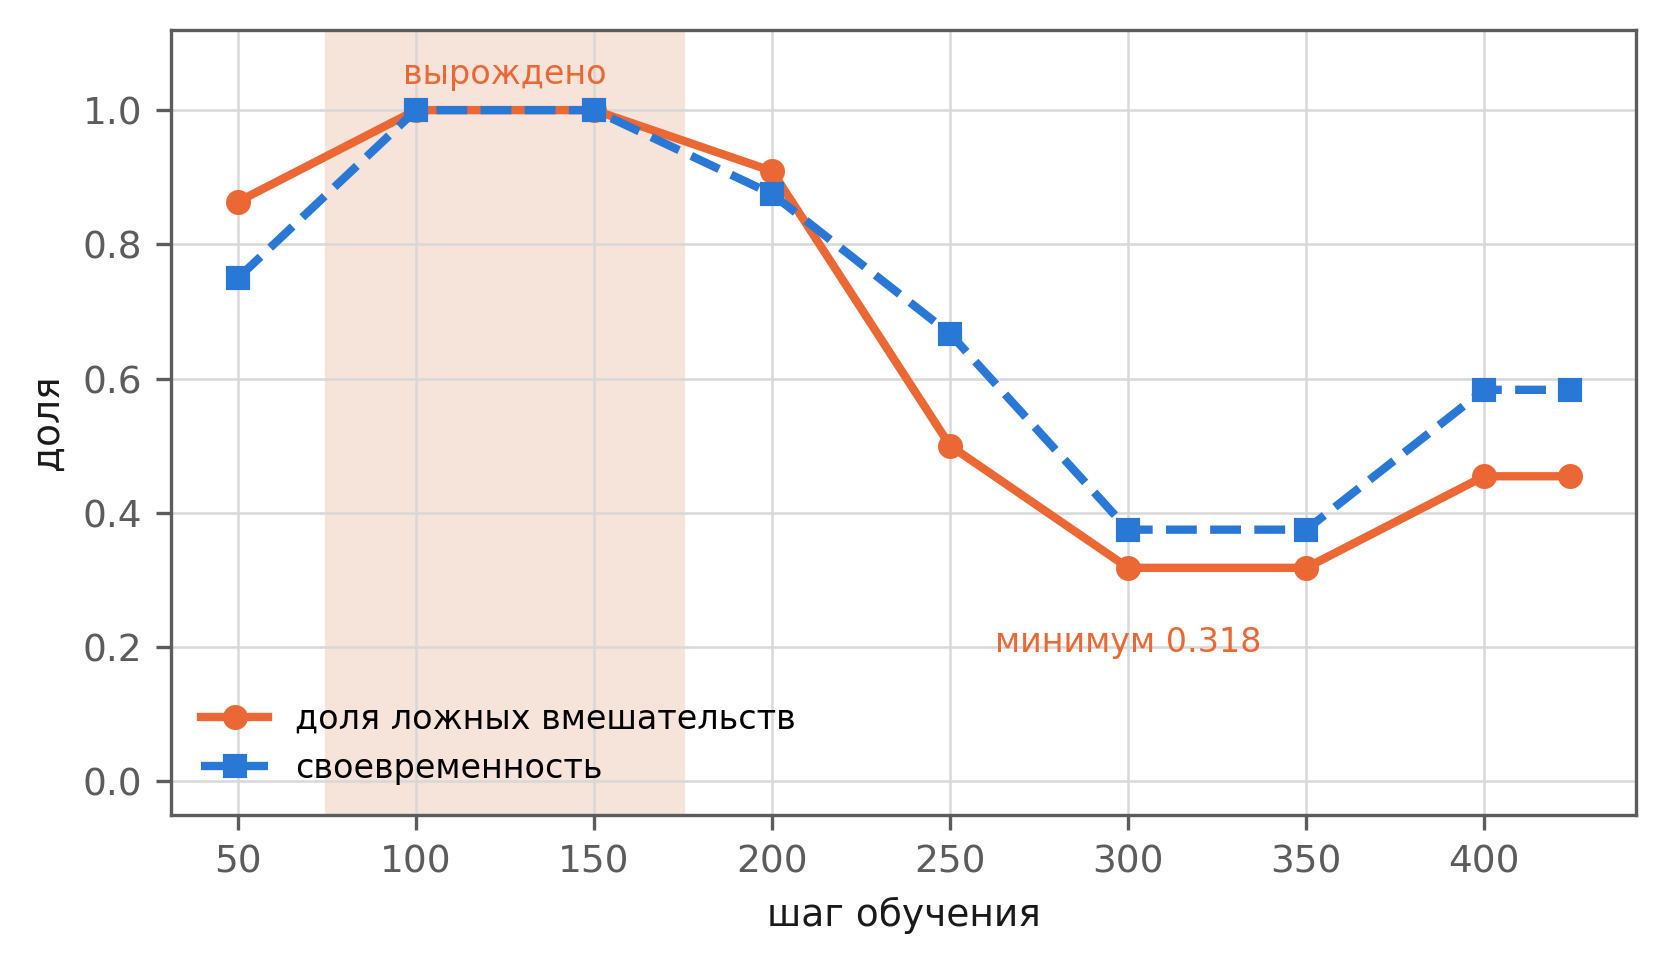 вырождено
1.0
0.8
0.6
0.4
0.2
0.0
доля
минимум 0.318
доля ложных вмешательств
своевременность
50 100 150 200 250 300 350 400
шаг обучения